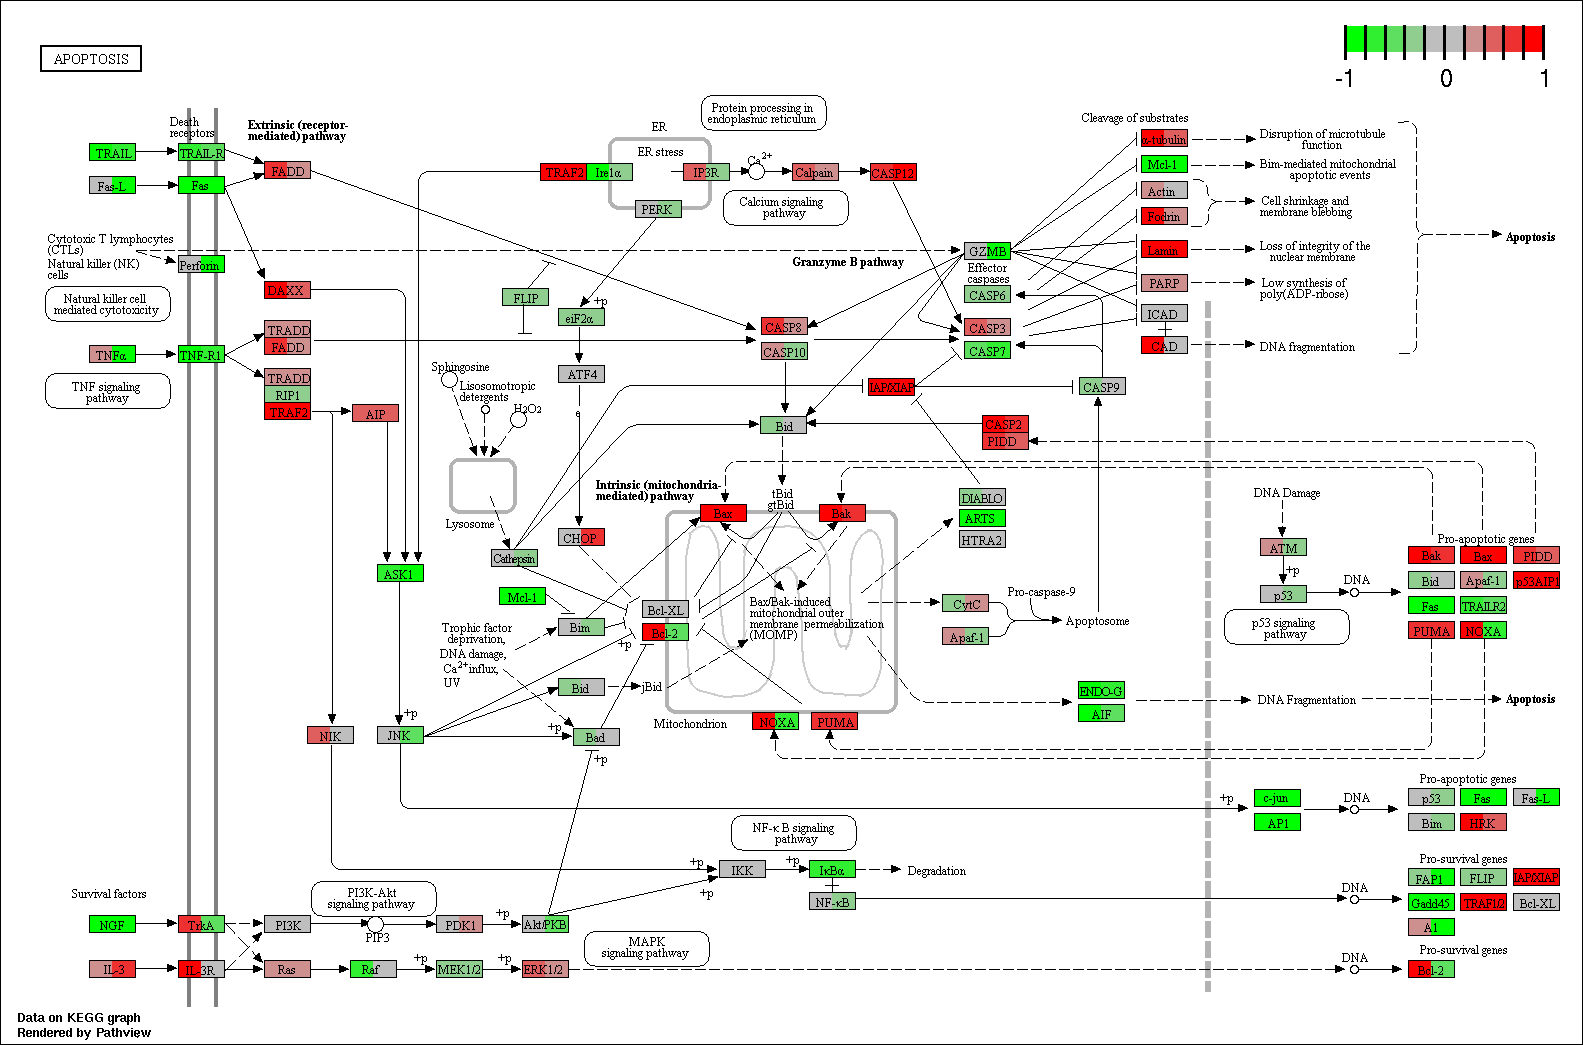 APOPTOSIS
-1
0
1
Death
receptors
Extrinsic (receptor-
mediated) pathway
TRAIL
TRAIL-R
Fas-L
Fas
FADD
ER
ER stress
Protein processing in
endoplasmic reticulum
TRAF2
Ire1α
IP3R
Ca2+
Calpain
CASP12
PERK
Calcium signaling
pathway
Cleavage of substrates
α-tubulin
Disruption of microtubule
function
Mcl-1
Bim-mediated mitochondrial
apoptotic events
Actin
Cell shrinkage and
membrane blebbing
Fodrin
Lamin
Loss of integrity of the
nuclear membrane
PARP
Low synthesis of
poly(ADP-ribose)
ICAD
CAD
DNA fragmentation
Apoptosis
Cytotoxic T lymphocytes
(CTLs)
Natural killer (NK)
cells
Perforin
Natural killer cell
mediated cytotoxicity
DAXX
Granzyme B pathway
GZMB
Effector
caspases
CASP6
CASP3
CASP7
FLIP
+p
eiF2α
CASP8
CASP10
TNFα
TNF-R1
TRADD
FADD
TRADD
RIP1
TRAF2
AIP
TNF signaling
pathway
Sphingosine
Lisosomotropic
detergents
H2O2
ATF4
e
IAP/XIAP
CASP9
Bid
CASP2
PIDD
Lysosome
Intrinsic (mitochondria-
mediated) pathway
tBid
gtBid
Bax
Bak
DIABLO
ARTS
HTRA2
CHOP
Cathepsin
ASK1
Mcl-1
Bcl-XL
Bcl-2
Bim
+p
Bax/Bak-induced
mitochondrial outer
membrane permeabilization
(MOMP)
CytC
Apaf-1
Pro-caspase-9
Apoptosome
Trophic factor
deprivation,
DNA damage,
Ca2+ influx,
UV
Bid
jBid
Mitochondrion
NOXA
PUMA
ENDO-G
AIF
DNA Fragmentation
Apoptosis
DNA Damage
ATM
+p
p53
DNA
p53 signaling
pathway
Pro-apoptotic genes
Bak
Bax
PIDD
Bid
Apaf-1
p53AIP1
Fas
TRAILR2
PUMA
NOXA
NIK
+p
JNK
+p
Bad
+p
+p
c-jun
AP1
DNA
Pro-apoptotic genes
p53
Fas
Fas-L
Bim
HRK
NF-κB signaling
pathway
+p
IKK
+p
+p
IκBα
Degradation
NF-κB
DNA
Pro-survival genes
FAP1
FLIP
IAP/XIAP
Gadd45
TRAF1/2
Bcl-XL
A1
Survival factors
NGF
TrkA
PI3K
PI3K-Akt
signaling pathway
PIP3
PDK1
+p
Akt/PKB
MAPK
signaling pathway
IL-3
IL-3R
Ras
Raf
+p
MEK1/2
+p
ERK1/2
DNA
Pro-survival genes
Bcl-2
Data on KEGG graph
Rendered by Pathview